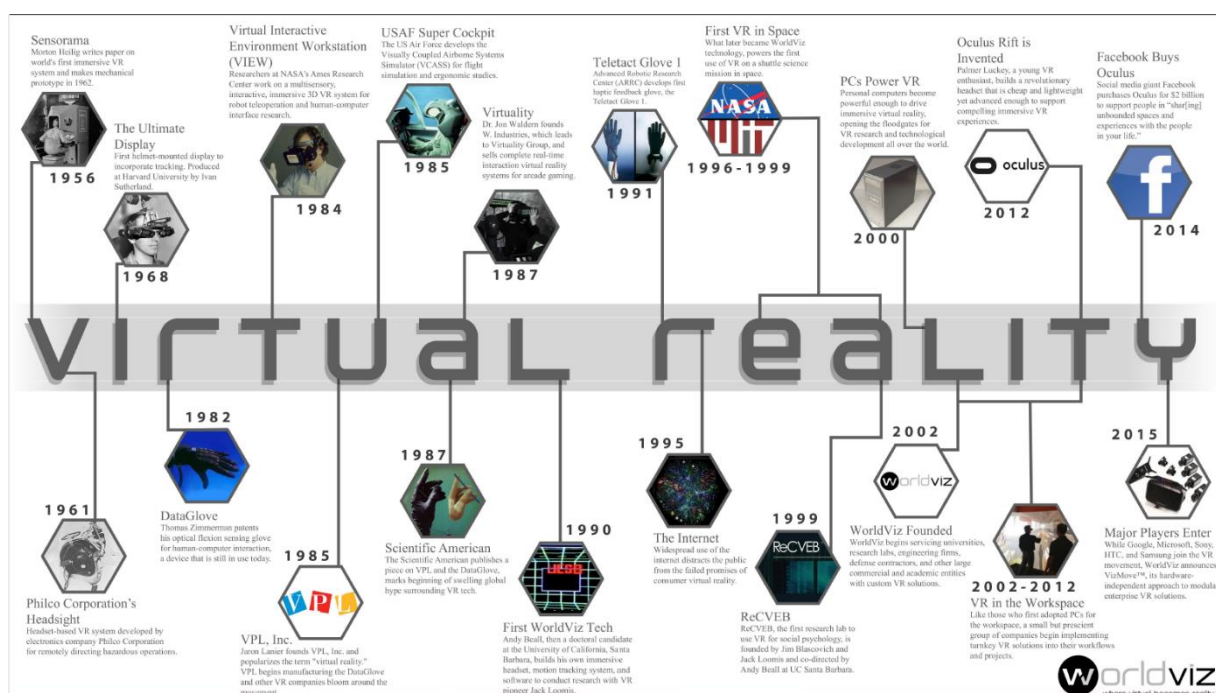 Sensorama
Morton Heilig writes paper on
world's first immersive VR
system and makes mechanical
prototype in 1962.
1956
The Ultimate
Display
First helmet-mounted display to
incorporate tracking. Produced
at Harvard University by Ivan
Sutherland.
1968
Virtual Interactive
Environment Workstation
(VIEW)
Researchers at NASA's Ames Research
Center work on a multisensory,
interactive, immersive 3D VR system for
robot teleoperation and human-computer
interface research.
1984
USAF Super Cockpit
The US Air Force develops the
Visually Coupled Airborne Systems
Simulator (VCASS) for flight
simulation and ergonomic studies.
1985
Virtuality
Dr. Jon Waldern founds
W. Industries, which leads
to Virtuality Group, and
sells complete real-time
interaction virtual reality
systems for arcade gaming.
1987
Teletact Glove 1
Advanced Robotic Research
Center (ARRC) develops first
haptic feedback glove, the
Teletact Glove 1.
1991
First VR in Space
What later became WorldViz
technology, powers the first
use of VR on a shuttle science
mission in space.
NASA
1996-1999
PCs Power VR
Personal computers become
powerful enough to drive
immersive virtual reality,
opening the floodgates for
VR research and technological
development all over the world.
2000
Oculus Rift is
Invented
Palmer Luckey, a young VR
enthusiast, builds a revolutionary
headset that is cheap and lightweight
yet advanced enough to support
compelling immersive VR
experiences.
oculus
2012
Facebook Buys
Oculus
Social media giant Facebook
purchases Oculus for $2 billion
to support people in "shar[ing]
unbounded spaces and
experiences with the people
in your life."
f
2014
VIRTUAL REALITY
1961
Philco Corporation's
Headsight
Headset-based VR system developed by
electronics company Philco Corporation
for remotely directing hazardous operations.
1982
DataGlove
Thomas Zimmerman patents
his optical flexion sensing glove
for human-computer interaction,
a device that is still in use today.
1985
VPL
VPL, Inc.
Jaron Lanier founds VPL, Inc. and
popularizes the term "virtual reality."
VPL begins manufacturing the DataGlove
and other VR companies bloom around the
1987
Scientific American
The Scientific American publishes a
piece on VPL and the DataGlove,
marks beginning of swelling global
hype surrounding VR tech.
1990
UCSB
First WorldViz Tech
Andy Beall, then a doctoral candidate
at the University of California, Santa
Barbara, builds his own immersive
headset, motion tracking system, and
software to conduct research with VR
pioneer Jack Loomis.
1995
The Internet
Widespread use of the
internet distracts the public
from the failed promises of
consumer virtual reality.
1999
ReCVEB
ReCVEB
ReCVEB, the first research lab to
use VR for social psychology, is
founded by Jim Blascovich and
Jack Loomis and co-directed by
Andy Beall at UC Santa Barbara.
2002
worldviz
WorldViz Founded
WorldViz begins servicing universities,
research labs, engineering firms,
defense contractors, and other large
commercial and academic entities
with custom VR solutions.
2002-2012
VR in the Workspace
Like those who first adopted PCs for
the workspace, a small but prescient
group of companies begin implementing
turnkey VR solutions into their workflows
and projects.
2015
Major Players Enter
While Google, Microsoft, Sony,
HTC, and Samsung join the VR
movement, WorldViz announces
VizMove™, its hardware-
independent approach to modular
enterprise VR solutions.
worldviz
where virtual becomes reality